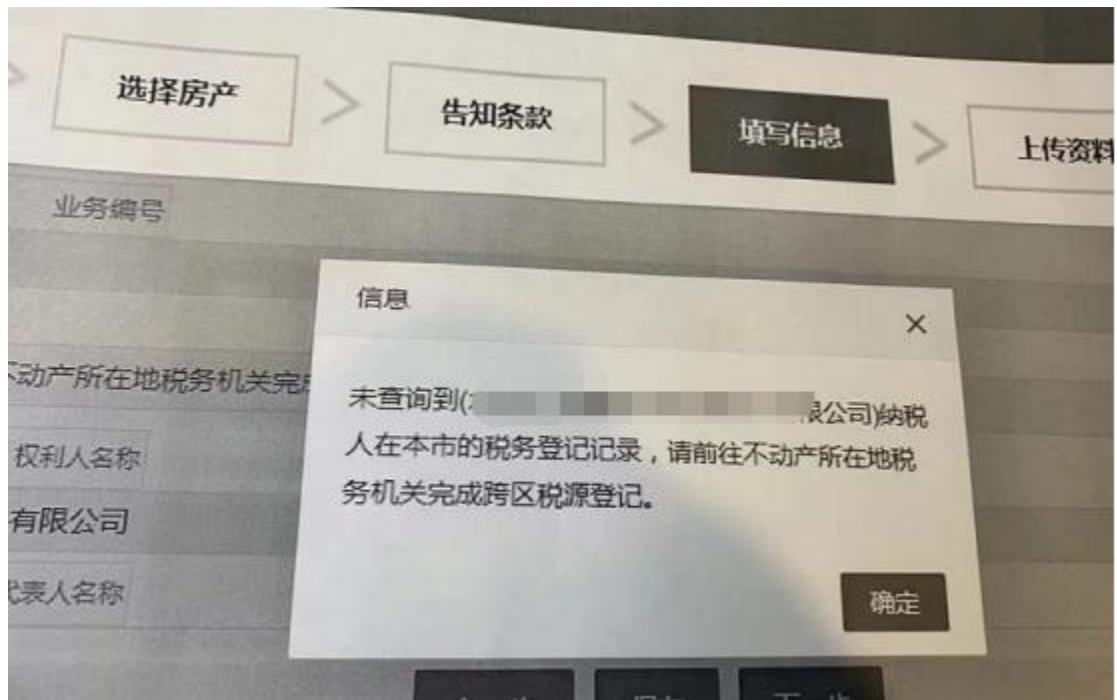 选择房产
告知条款
填写信息
上传资料
业务编号
信息
不动产所在地税务机关完成
未查询到(
限公司)纳税
人在本市的税务登记记录，请前往不动产所在地税
务机关完成跨区税源登记。
权利人名称
有限公司
代表人名称
确定